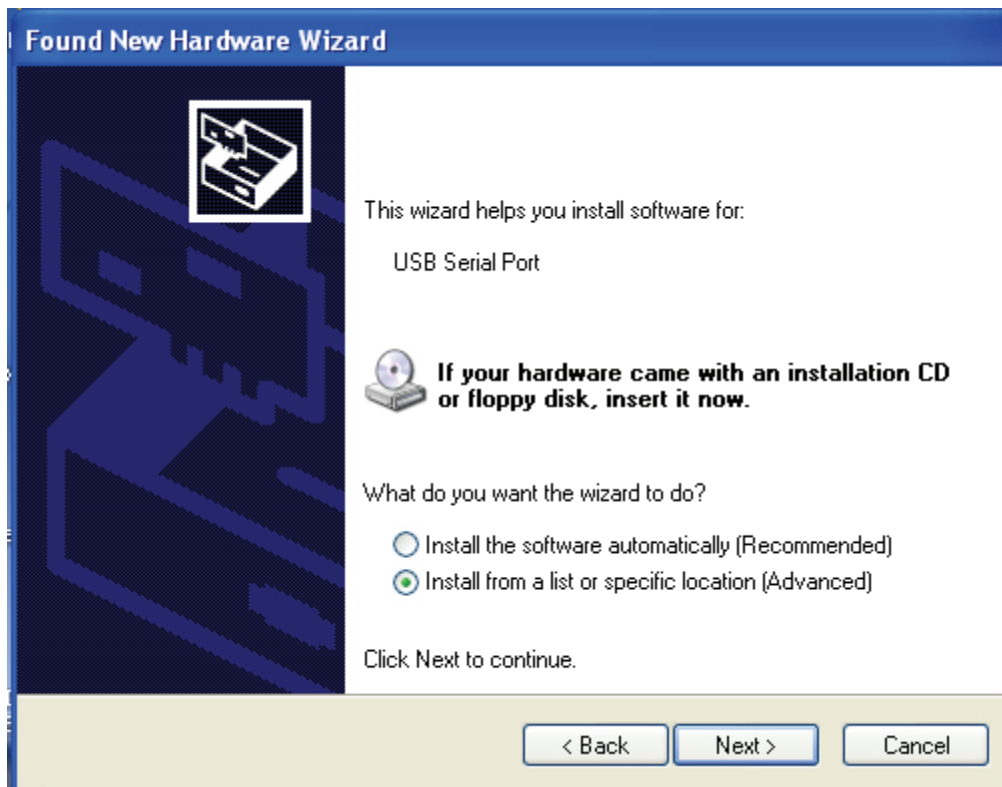 Found New Hardware Wizard
This wizard helps you install software for:
USB Serial Port
If your hardware came with an installation CD
or floppy disk, insert it now.
What do you want the wizard to do?
Install the software automatically (Recommended)
Install from a list or specific location (Advanced)
Click Next to continue.
< Back
Next >
Cancel